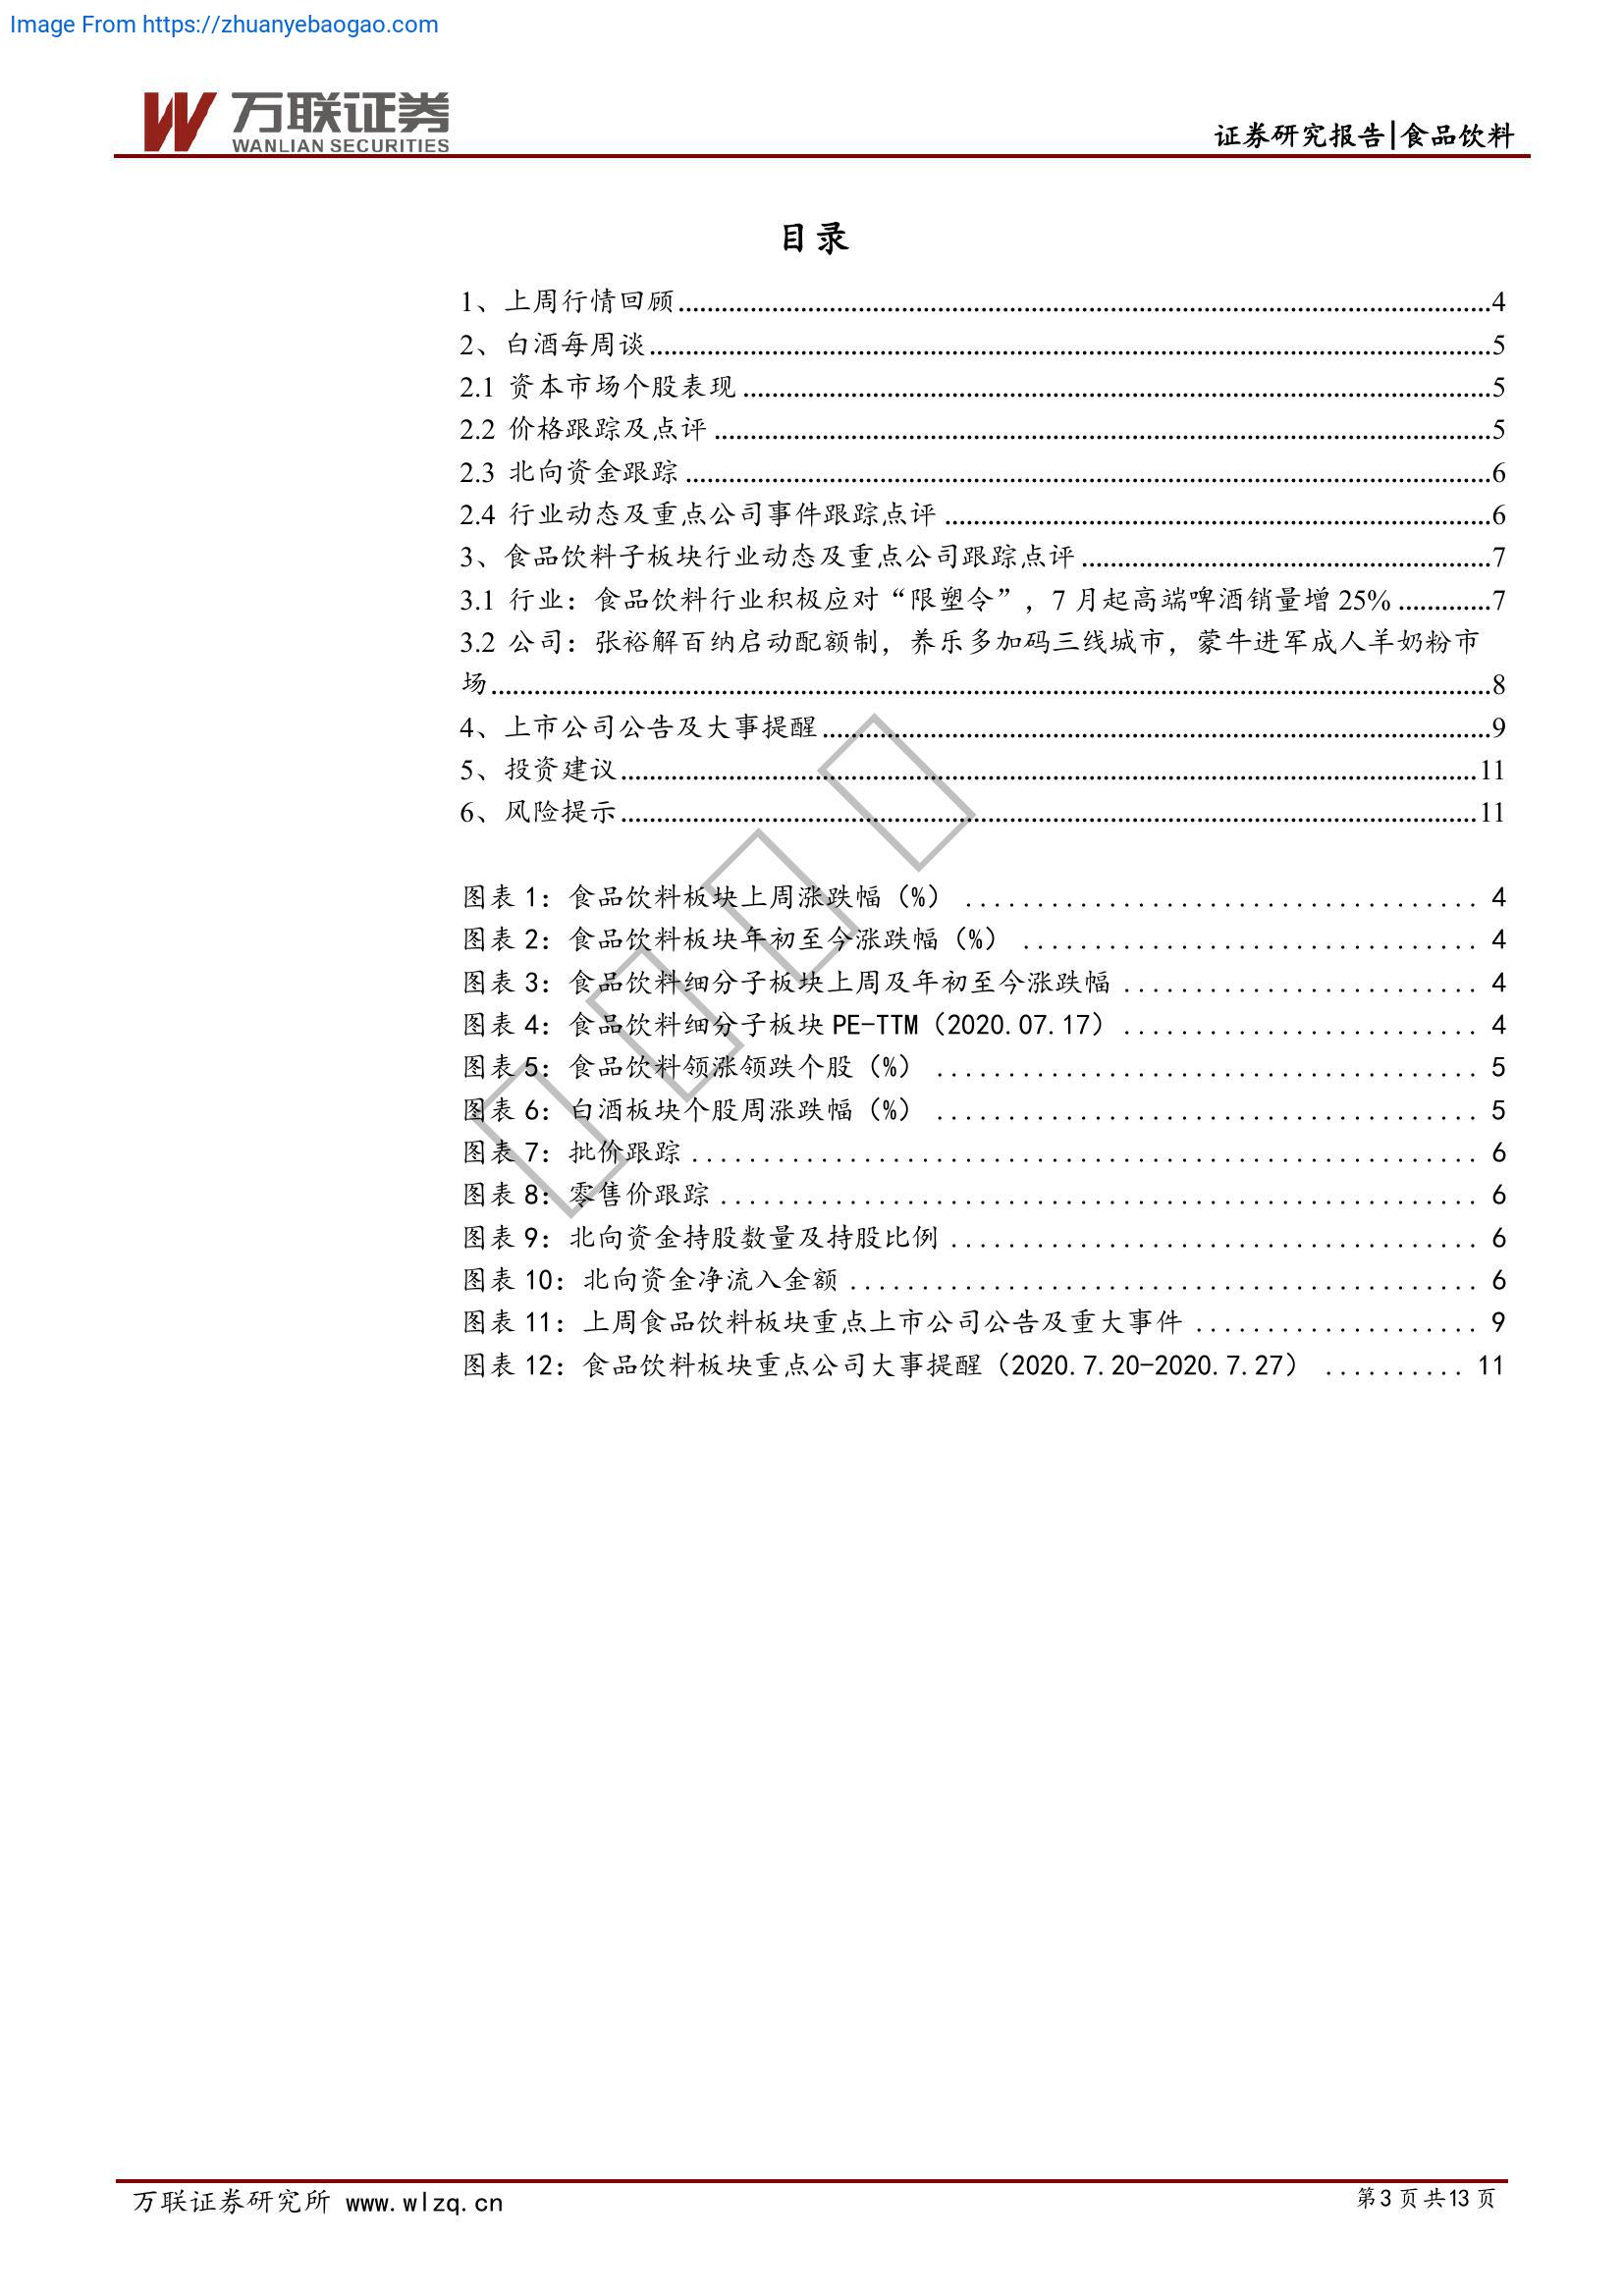 Image From https://zhuanyebaogao.com
万联证券
WANLIAN SECURITIES
证券研究报告|食品饮料
目录
1、上周行情回顾..........4
2、白酒每周谈..........5
2.1 资本市场个股表现..........5
2.2 价格跟踪及点评..........5
2.3 北向资金跟踪..........6
2.4 行业动态及重点公司事件跟踪点评..........6
3、食品饮料子板块行业动态及重点公司跟踪点评..........7
3.1 行业：食品饮料行业积极应对“限塑令”，7 月起高端啤酒销量增 25%..........7
3.2 公司：张裕解百纳启动配额制，养乐多加码三线城市，蒙牛进军成人羊奶粉市
场..........8
4、上市公司公告及大事提醒..........9
5、投资建议..........11
6、风险提示..........11
图表 1：食品饮料板块上周涨跌幅（%）..........4
图表 2：食品饮料板块年初至今涨跌幅（%）..........4
图表 3：食品饮料细分子板块上周及年初至今涨跌幅..........4
图表 4：食品饮料细分子板块 PE-TTM（2020.07.17）..........4
图表 5：食品饮料领涨领跌个股（%）..........5
图表 6：白酒板块个股周涨跌幅（%）..........5
图表 7：批价跟踪..........6
图表 8：零售价跟踪..........6
图表 9：北向资金持股数量及持股比例..........6
图表 10：北向资金净流入金额..........6
图表 11：上周食品饮料板块重点上市公司公告及重大事件..........9
图表 12：食品饮料板块重点公司大事提醒（2020.7.20-2020.7.27）..........11
万联证券研究所 www.wlzq.cn
第3 页 共13 页